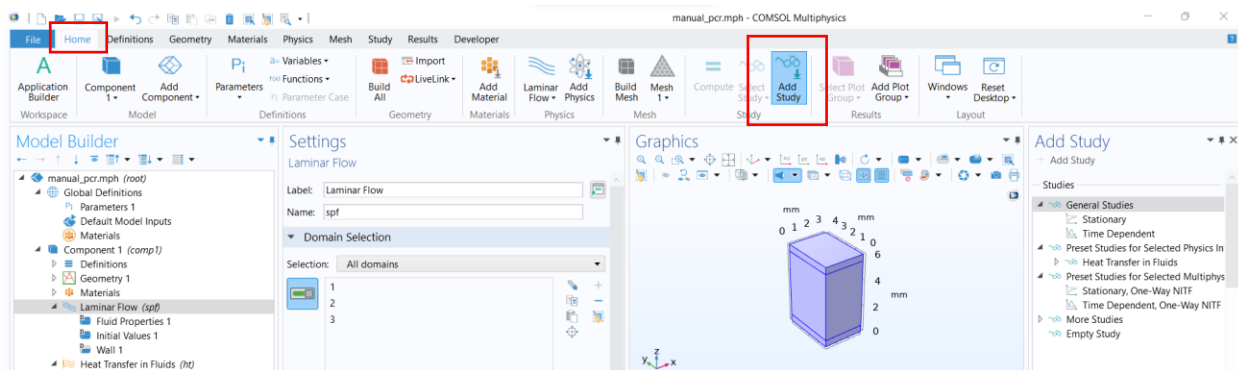 manual_pcr.mph - COMSOL Multiphysics
File Home Definitions Geometry Materials Physics Mesh Study Results Developer
Application Builder
Component 1
Add Component
Workspace
Model
Pi
Parameters
a= Variables
f(x) Functions
Pi Parameter Case
Definitions
Build All
Import
LiveLink
Geometry
Add Material
Materials
Laminar Flow
Add Physics
Physics
Build Mesh
Mesh 1
Mesh
Compute
Select Study
Add Study
Study
Select Plot Group
Add Plot Group
Results
Windows
Reset Desktop
Layout
Model Builder
manual_pcr.mph (root)
Global Definitions
Pi Parameters 1
Default Model Inputs
Materials
Component 1 (comp1)
Definitions
Geometry 1
Materials
Laminar Flow (spf)
Fluid Properties 1
Initial Values 1
Wall 1
Heat Transfer in Fluids (ht)
Settings
Laminar Flow
Label: Laminar Flow
Name: spf
Domain Selection
Selection: All domains
1
2
3
Graphics
mm
0 1 2 3 4
mm
3 2 1 0
6
4
mm
2
0
z
y x
Add Study
+ Add Study
Studies
General Studies
Stationary
Time Dependent
Preset Studies for Selected Physics In
Heat Transfer in Fluids
Preset Studies for Selected Multiphys
Stationary, One-Way NITF
Time Dependent, One-Way NITF
More Studies
Empty Study